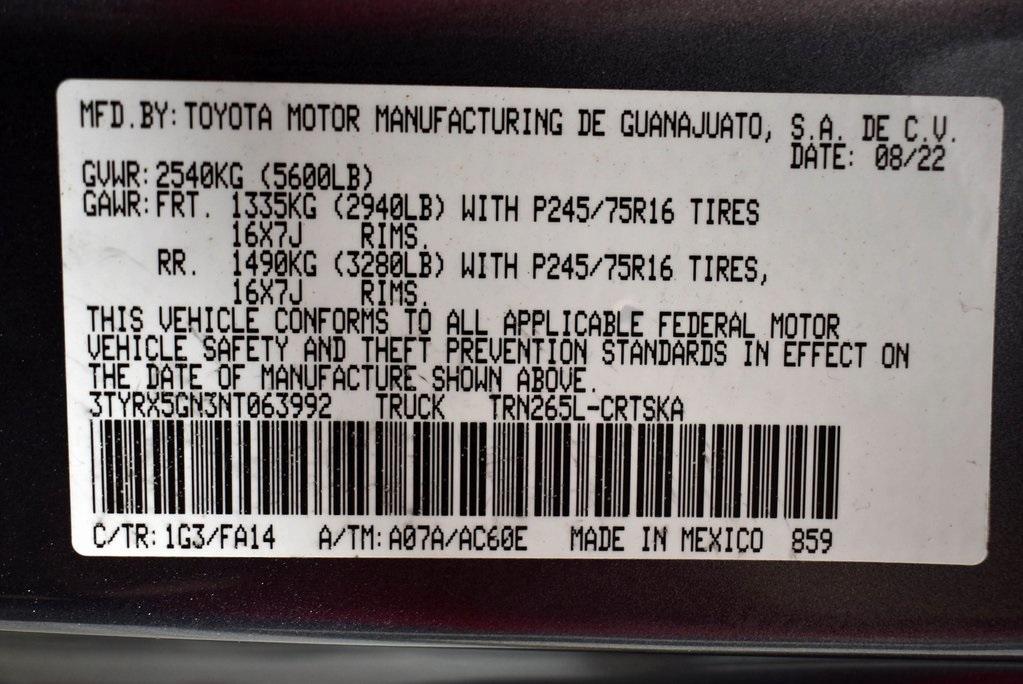 MFD.BY: TOYOTA MOTOR MANUFACTURING DE GUANAJUATO, S.A. DE C.V.
DATE: 08/22
GVWR: 2540KG (5600LB)
GAWR: FRT. 1335KG (2940LB) WITH P245/75R16 TIRES
16X7J RIMS.
RR. 1490KG (3280LB) WITH P245/75R16 TIRES,
16X7J RIMS.
THIS VEHICLE CONFORMS TO ALL APPLICABLE FEDERAL MOTOR
VEHICLE SAFETY AND THEFT PREVENTION STANDARDS IN EFFECT ON
THE DATE OF MANUFACTURE SHOWN ABOVE.
3TYRX5GN3NT063992 TRUCK TRN265L-CRTSKA
C/TR: 1G3/FA14 A/TM: A07A/AC60E MADE IN MEXICO 859